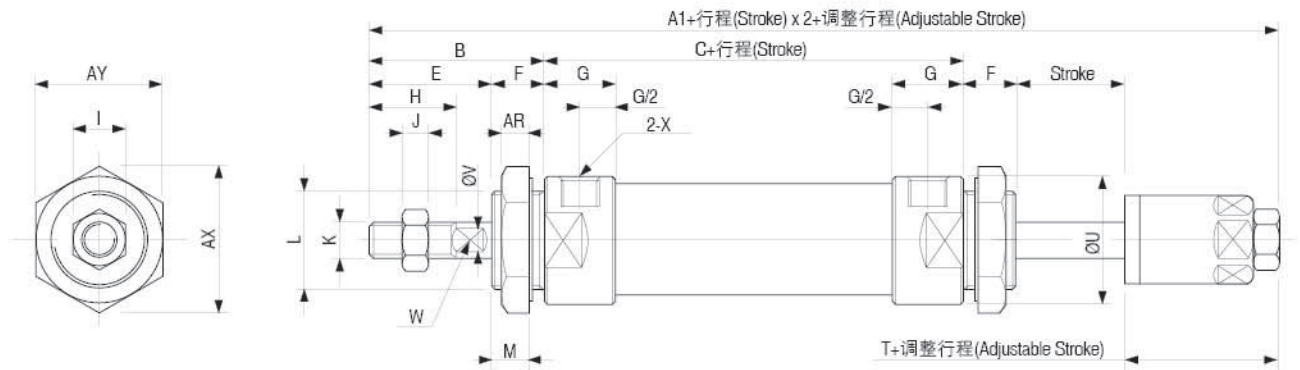 A1+行程(Stroke) x 2+调整行程(Adjustable Stroke)
B
C+行程(Stroke)
AY
E
F
G
G
F
Stroke
H
G/2
G/2
I
J
AR
2-X
ØV
AX
L
K
ØU
W
M
T+调整行程(Adjustable Stroke)